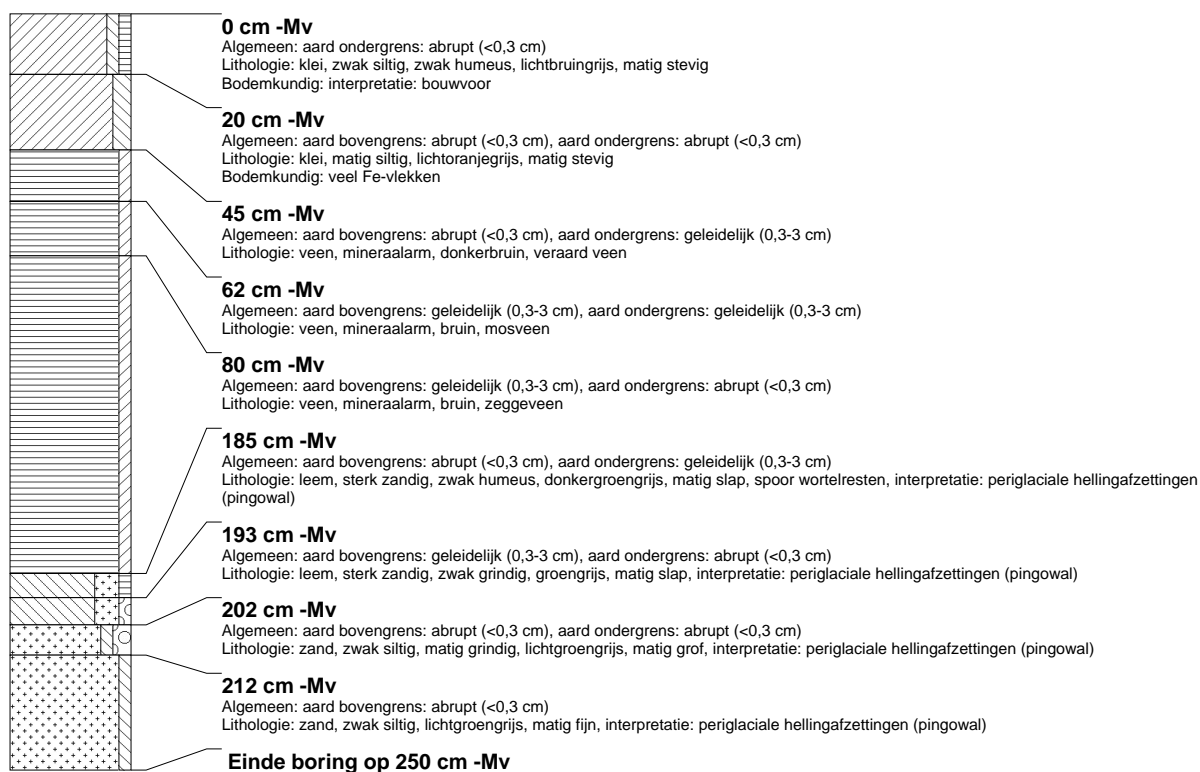 0 cm -Mv
Algemeen: aard ondergrens: abrupt (<0,3 cm)
Lithologie: klei, zwak siltig, zwak humeus, lichtbruingrijs, matig stevig
Bodemkundig: interpretatie: bouwvoor
20 cm -Mv
Algemeen: aard bovengrens: abrupt (<0,3 cm), aard ondergrens: abrupt (<0,3 cm)
Lithologie: klei, matig siltig, lichtoranjegrijs, matig stevig
Bodemkundig: veel Fe-vlekken
45 cm -Mv
Algemeen: aard bovengrens: abrupt (<0,3 cm), aard ondergrens: geleidelijk (0,3-3 cm)
Lithologie: veen, mineraalarm, donkerbruin, veraard veen
62 cm -Mv
Algemeen: aard bovengrens: geleidelijk (0,3-3 cm), aard ondergrens: geleidelijk (0,3-3 cm)
Lithologie: veen, mineraalarm, bruin, mosveen
80 cm -Mv
Algemeen: aard bovengrens: geleidelijk (0,3-3 cm), aard ondergrens: abrupt (<0,3 cm)
Lithologie: veen, mineraalarm, bruin, zeggeveen
185 cm -Mv
Algemeen: aard bovengrens: abrupt (<0,3 cm), aard ondergrens: geleidelijk (0,3-3 cm)
Lithologie: leem, sterk zandig, zwak humeus, donkergroengrijs, matig slap, spoor wortelresten, interpretatie: periglaciale hellingafzettingen
(pingowal)
193 cm -Mv
Algemeen: aard bovengrens: geleidelijk (0,3-3 cm), aard ondergrens: abrupt (<0,3 cm)
Lithologie: leem, sterk zandig, zwak grindig, groengrijs, matig slap, interpretatie: periglaciale hellingafzettingen (pingowal)
202 cm -Mv
Algemeen: aard bovengrens: abrupt (<0,3 cm), aard ondergrens: abrupt (<0,3 cm)
Lithologie: zand, zwak siltig, matig grindig, lichtgroengrijs, matig grof, interpretatie: periglaciale hellingafzettingen (pingowal)
212 cm -Mv
Algemeen: aard bovengrens: abrupt (<0,3 cm)
Lithologie: zand, zwak siltig, lichtgroengrijs, matig fijn, interpretatie: periglaciale hellingafzettingen (pingowal)
Einde boring op 250 cm -Mv